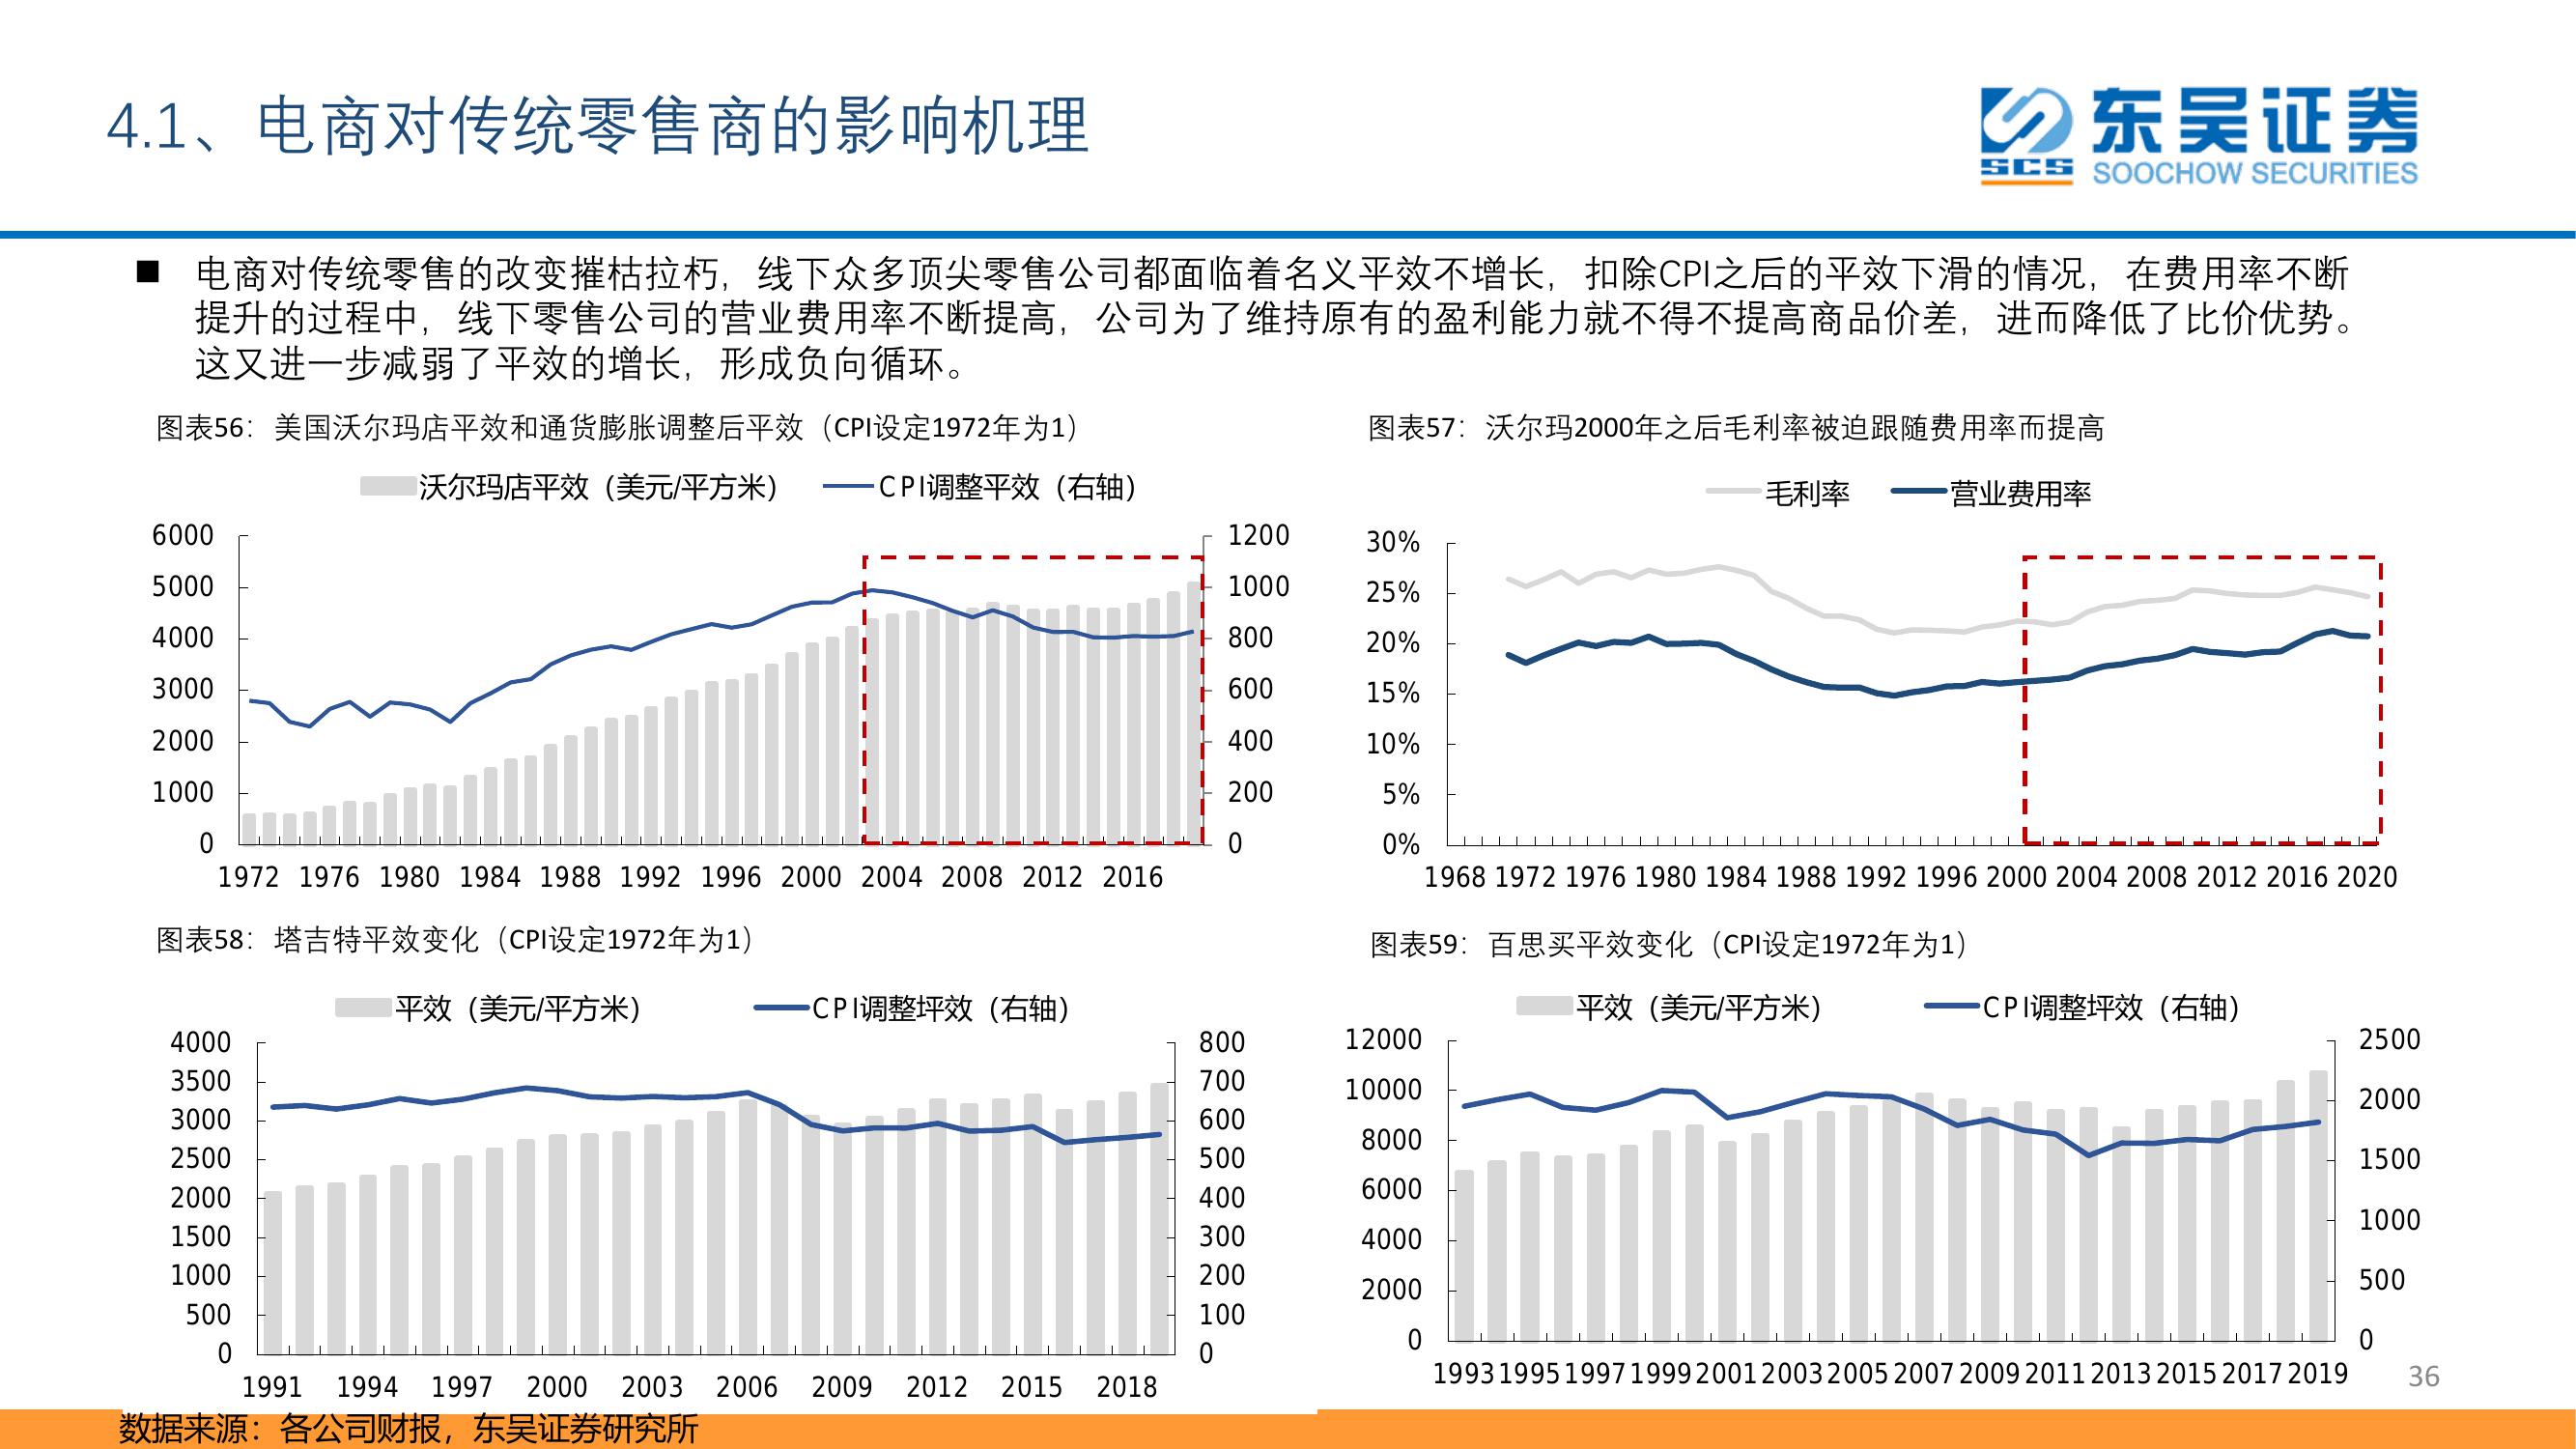 4.1、电商对传统零售商的影响机理
东吴证券
SCS
SOOCHOW SECURITIES
■ 电商对传统零售的改变摧枯拉朽，线下众多顶尖零售公司都面临着名义平效不增长，扣除CPI之后的平效下滑的情况，在费用率不断
提升的过程中，线下零售公司的营业费用率不断提高，公司为了维持原有的盈利能力就不得不提高商品价差，进而降低了比价优势。
这又进一步减弱了平效的增长，形成负向循环。
图表56：美国沃尔玛店平效和通货膨胀调整后平效（CPI设定1972年为1）
沃尔玛店平效（美元/平方米） CPI调整平效（右轴）
6000 1200
5000 1000
4000 800
3000 600
2000 400
1000 200
0 0
1972 1976 1980 1984 1988 1992 1996 2000 2004 2008 2012 2016
图表57：沃尔玛2000年之后毛利率被迫跟随费用率而提高
毛利率 营业费用率
30%
25%
20%
15%
10%
5%
0%
1968 1972 1976 1980 1984 1988 1992 1996 2000 2004 2008 2012 2016 2020
图表58：塔吉特平效变化（CPI设定1972年为1）
平效（美元/平方米） CPI调整坪效（右轴）
4000 800
3500 700
3000 600
2500 500
2000 400
1500 300
1000 200
500 100
0 0
1991 1994 1997 2000 2003 2006 2009 2012 2015 2018
图表59：百思买平效变化（CPI设定1972年为1）
平效（美元/平方米） CPI调整坪效（右轴）
12000 2500
10000 2000
8000 1500
6000 1000
4000 500
2000 0
0
1993 1995 1997 1999 2001 2003 2005 2007 2009 2011 2013 2015 2017 2019
36
数据来源：各公司财报，东吴证券研究所